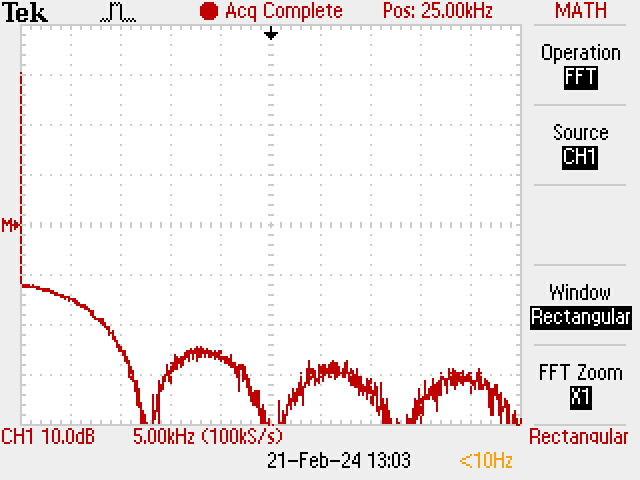 Tek Acq Complete Pos: 25.00kHz MATH
Operation
FFT
Source
CH1
M
Window
Rectangular
FFT Zoom
X1
CH1 10.0dB 5.00kHz (100kS/s) Rectangular
21-Feb-24 13:03 <10Hz